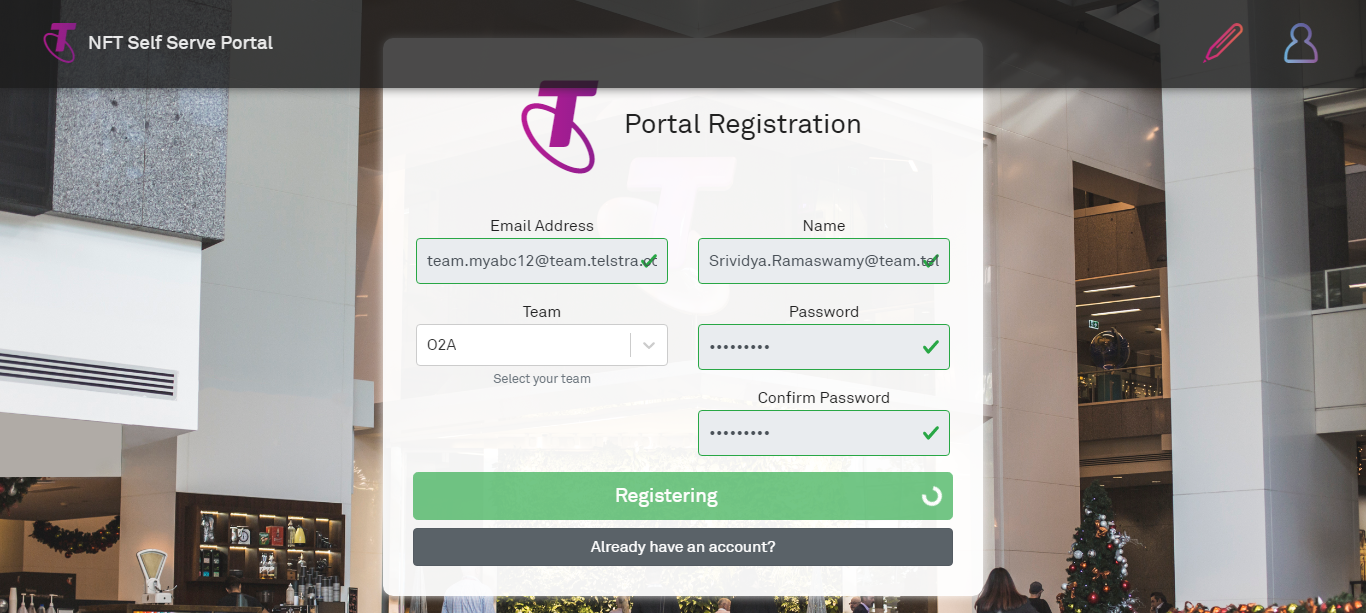 NFT Self Serve Portal
Portal Registration
Email Address
Name
team.myabc12@team.telstra.co
Srividya.Ramaswamy@team.tel
Team
Password
O2A
•••••••••
Select your team
Confirm Password
•••••••••
Registering
Already have an account?